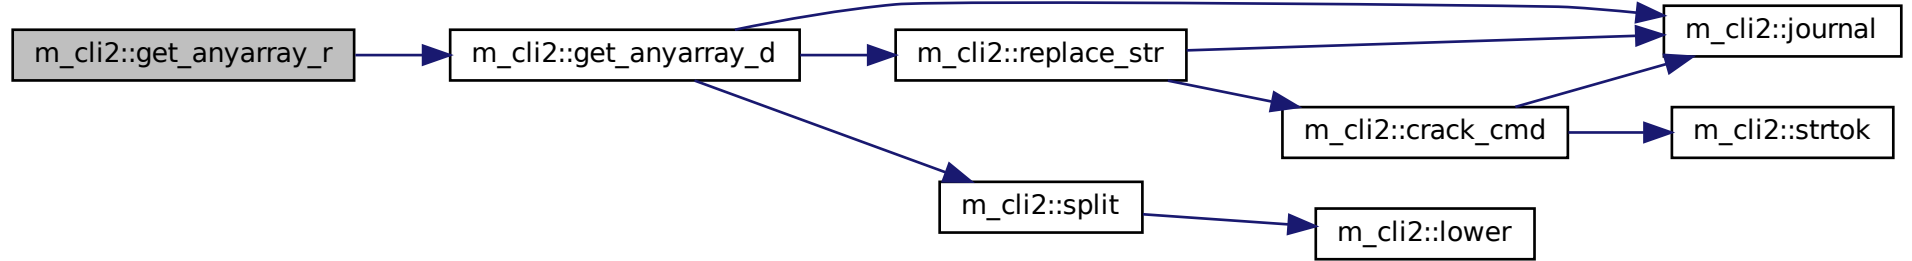 m_cli2::get_anyarray_r
m_cli2::get_anyarray_d
m_cli2::replace_str
m_cli2::journal
m_cli2::crack_cmd
m_cli2::strtok
m_cli2::split
m_cli2::lower